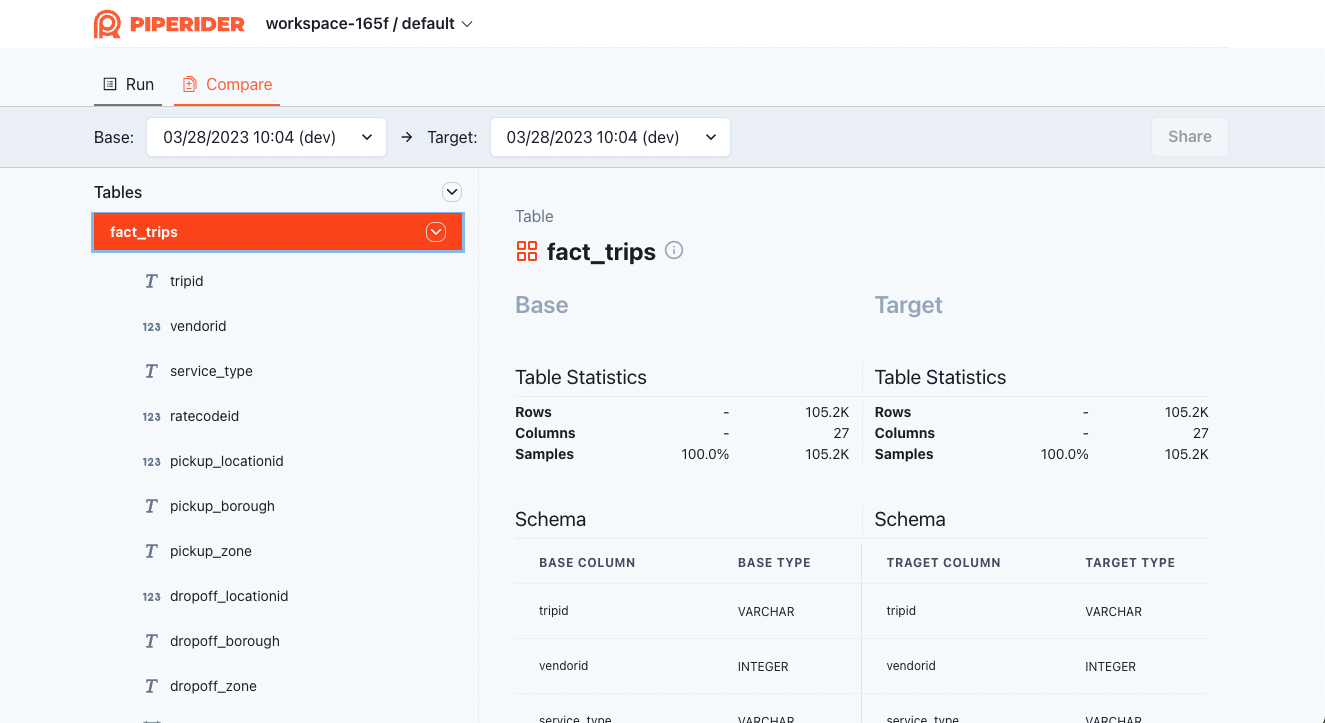 PIPERIDER workspace-165f / default
Run Compare
Base: 03/28/2023 10:04 (dev) → Target: 03/28/2023 10:04 (dev) Share
Tables
fact_trips
T tripid
123 vendorid
T service_type
123 ratecodeid
123 pickup_locationid
T pickup_borough
T pickup_zone
123 dropoff_locationid
T dropoff_borough
T dropoff_zone
Table
fact_trips
Base Target
Table Statistics Table Statistics
Rows - 105.2K Rows - 105.2K
Columns - 27 Columns - 27
Samples 100.0% 105.2K Samples 100.0% 105.2K
Schema Schema
BASE COLUMN BASE TYPE TRAGET COLUMN TARGET TYPE
tripid VARCHAR tripid VARCHAR
vendorid INTEGER vendorid INTEGER
service_type VARCHAR service_type VARCHAR